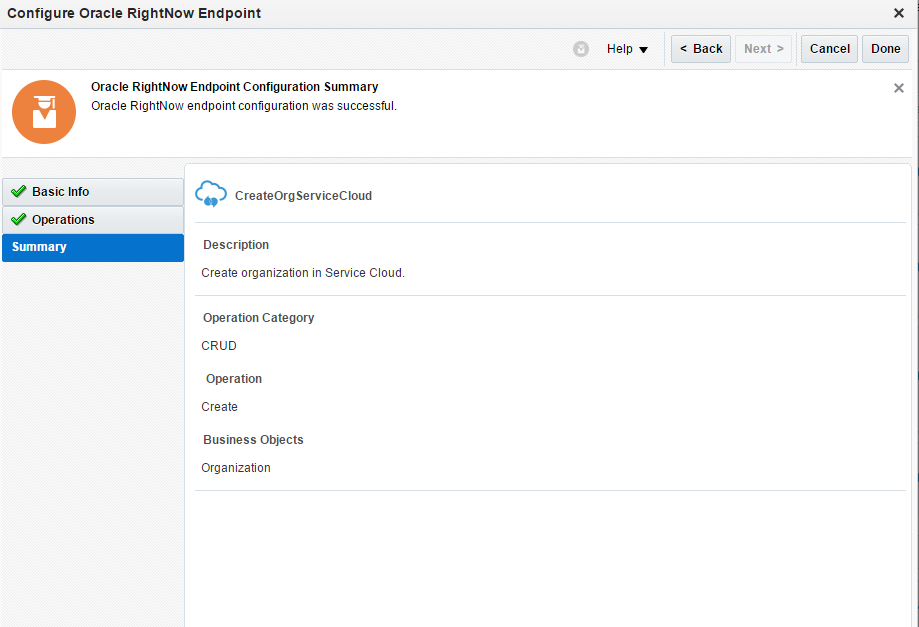 Configure Oracle RightNow Endpoint
Help
< Back
Next >
Cancel
Done
Oracle RightNow Endpoint Configuration Summary
Oracle RightNow endpoint configuration was successful.
Basic Info
Operations
Summary
CreateOrgServiceCloud
Description
Create organization in Service Cloud.
Operation Category
CRUD
Operation
Create
Business Objects
Organization